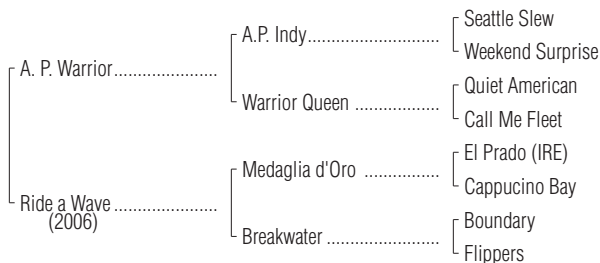 Seattle Slew
A.P. Indy
Weekend Surprise
A. P. Warrior
Quiet American
Warrior Queen
Call Me Fleet
El Prado (IRE)
Medaglia d'Oro
Cappucino Bay
Ride a Wave
(2006)
Boundary
Breakwater
Flippers